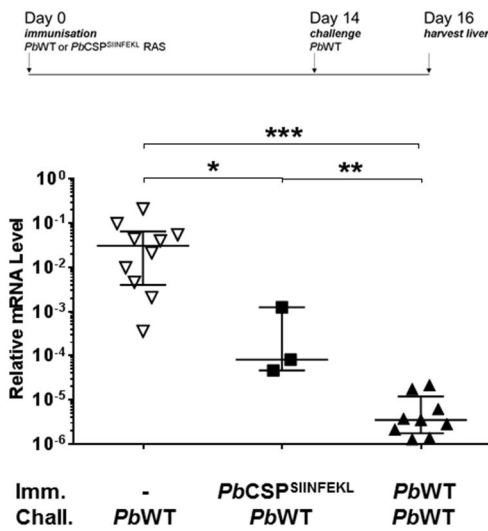 Day 0
immunisation
PbWT or PbCSPSIINFEKL RAS
Day 14
challenge
PbWT
Day 16
harvest liver
***
* **
Relative mRNA Level
10⁰
10⁻¹
10⁻²
10⁻³
10⁻⁴
10⁻⁵
10⁻⁶
Imm. - PbCSPSIINFEKL PbWT
Chall. PbWT PbWT PbWT